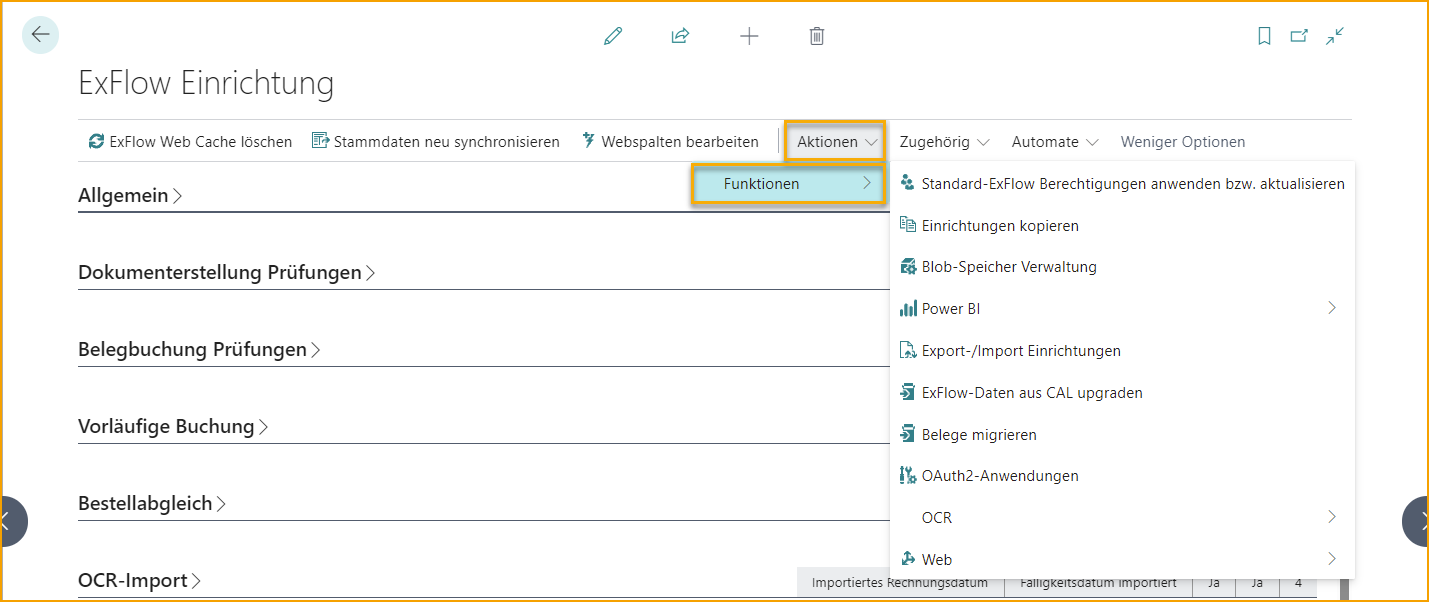 ExFlow Einrichtung
ExFlow Web Cache löschen Stammdaten neu synchronisieren Webspalten bearbeiten Aktionen Zugehörig Automate Weniger Optionen
Allgemein
Funktionen
Standard-ExFlow Berechtigungen anwenden bzw. aktualisieren
Einrichtungen kopieren
Dokumenterstellung Prüfungen
Blob-Speicher Verwaltung
Power BI
Belegbuchung Prüfungen
Export-/Import Einrichtungen
ExFlow-Daten aus CAL upgraden
Vorläufige Buchung
Belege migrieren
OAuth2-Anwendungen
Bestellabgleich
OCR
Web
OCR-Import
Importiertes Rechnungsdatum Fälligkeitsdatum importiert Ja Ja 4